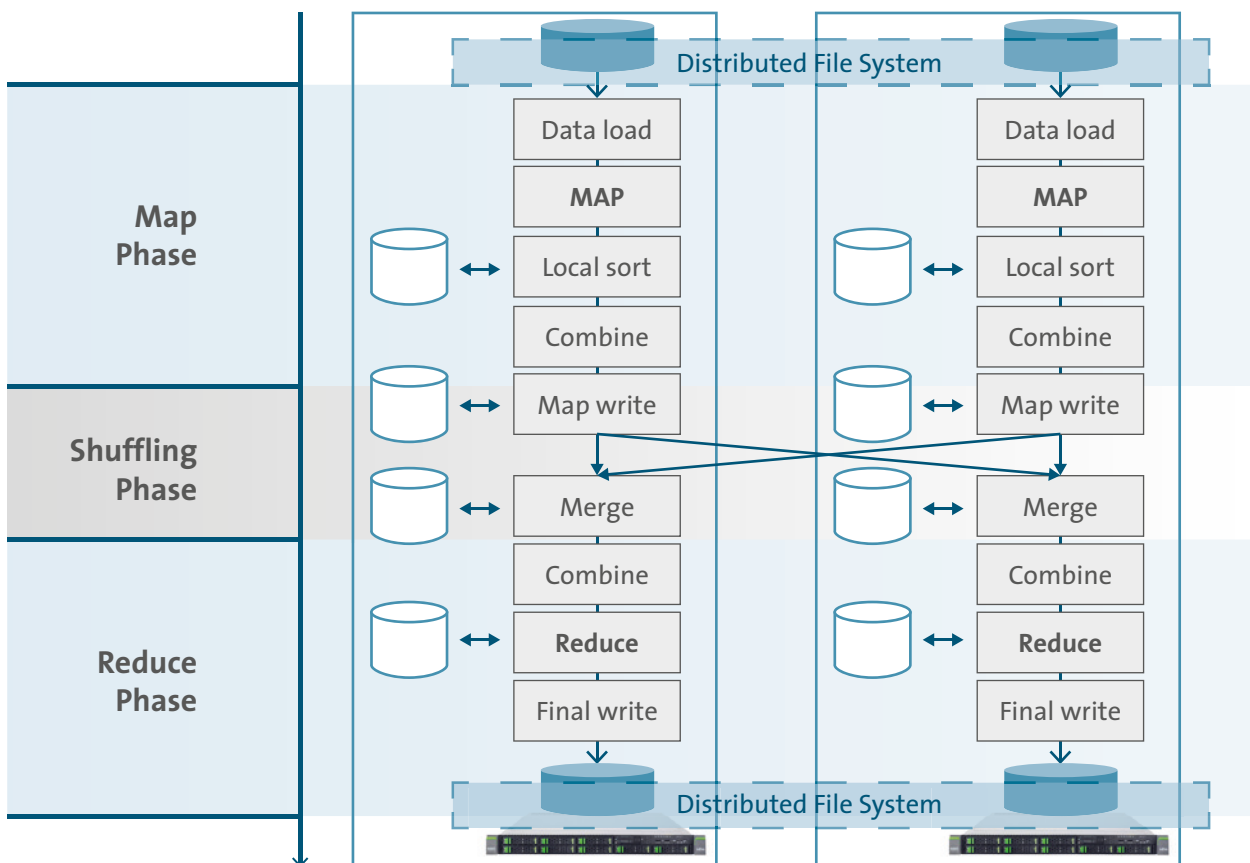 Distributed File System
Data load
Data load
Map
Phase
MAP
MAP
Local sort
Local sort
Combine
Combine
Map write
Map write
Shuffling
Phase
Merge
Merge
Combine
Combine
Reduce
Phase
Reduce
Reduce
Final write
Final write
Distributed File System